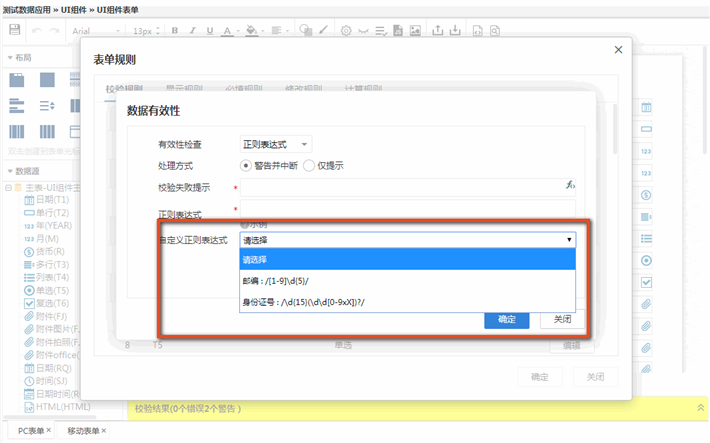 测试数据应用 » UI组件 » UI组件表单
Arial
13px
B I U A
布局
双击创建到表单光标
数据源
主表-UI组件主
日期(T1)
单行(T2)
年(YEAR)
月(M)
货币(R)
多行(T3)
列表(T4)
单选(T5)
复选(T6)
附件(FJ)
附件图片(FJ
附件拍照(FJ
附件office(
日期(RQ)
时间(SJ)
日期时间(R
HTML(HTML)
表单规则
校验规则 显示规则 必填规则 修改规则 计算规则
数据有效性
有效性检查 正则表达式
处理方式 警告并中断 仅提示
校验失败提示 *
正则表达式 *
示例
自定义正则表达式 请选择
请选择
邮编 : /[1-9]\d(5)/
身份证号 : /\d(15)(\d\d[0-9xX])?/
确定 关闭
8 T5 单选 编辑
确定 关闭
校验结果(0个错误2个警告 )
PC表单 × 移动表单 ×